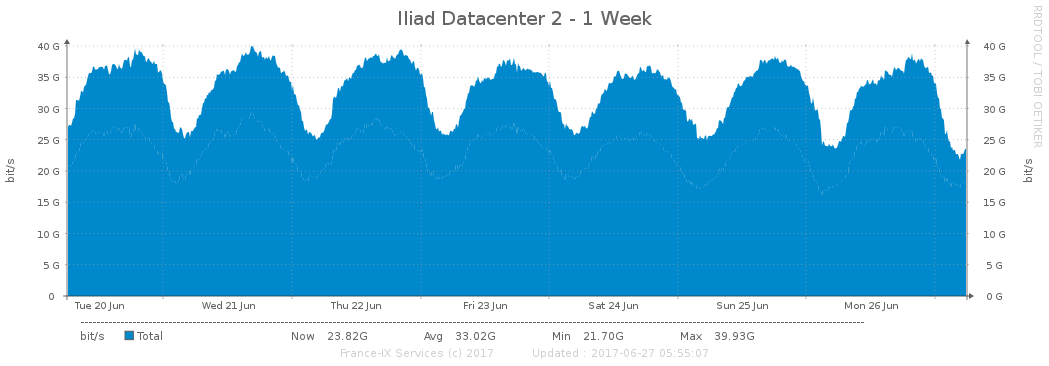 Iliad Datacenter 2 - 1 Week
RRDTOOL / TOBI OETIKER
40 G 40 G
35 G 35 G
30 G 30 G
25 G 25 G
20 G 20 G
15 G 15 G
10 G 10 G
5 G 5 G
0 0 G
bit/s bit/s
Tue 20 Jun Wed 21 Jun Thu 22 Jun Fri 23 Jun Sat 24 Jun Sun 25 Jun Mon 26 Jun
bit/s Total Now 23.82G Avg 33.02G Min 21.70G Max 39.93G
France-IX Services (c) 2017 Updated : 2017-06-27 05:55:07